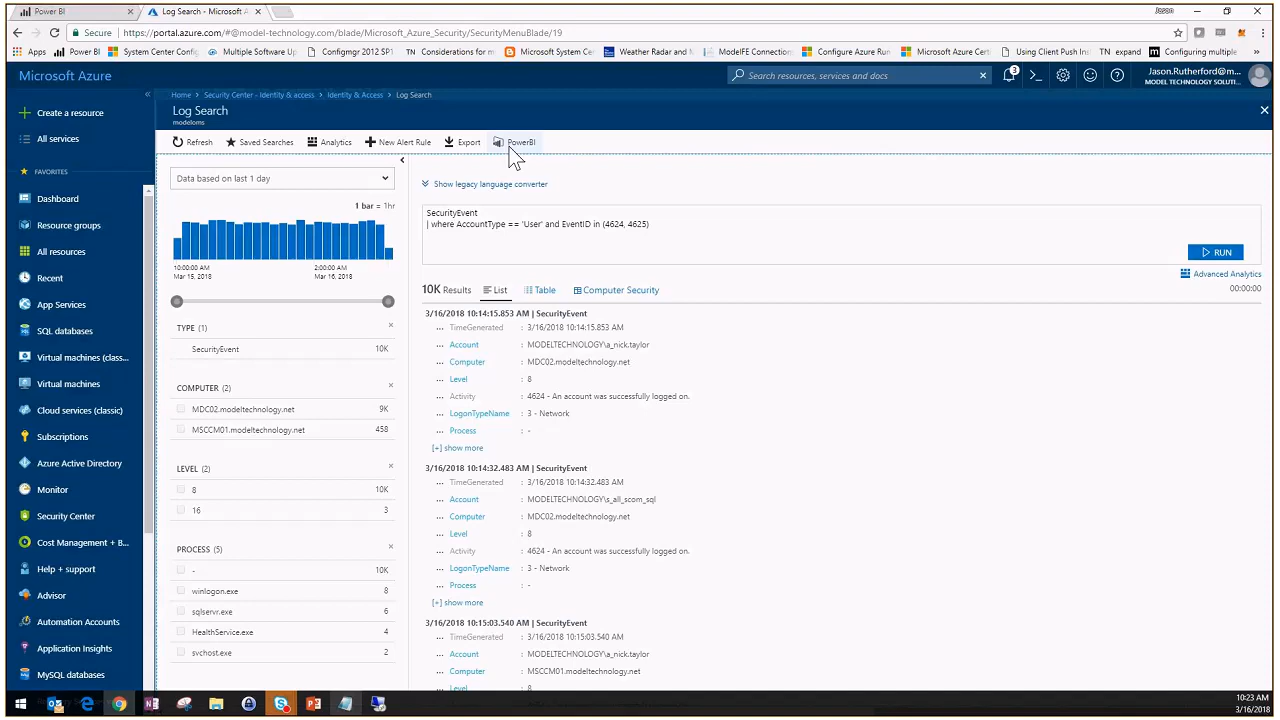 Power BI
Log Search - Microsoft A
Jason
Secure
https://portal.azure.com/#@model-technology.com/blade/Microsoft_Azure_Security/SecurityMenuBlade/19
Apps
Power BI
System Center Config
Multiple Software Up
Configmgr 2012 SP1
TN Considerations for m
Microsoft System Ce
Weather Radar and M
ModelFE Connection
Configure Azure Run
Microsoft Azure Certi
Using Client Push Inst
TN expand
Configuring multiple
»
Microsoft Azure
Search resources, services and docs
3
Jason.Rutherford@m...
MODEL TECHNOLOGY SOLUTI...
Home > Security Center - Identity & access > Identity & Access > Log Search
Log Search
modeloms
Create a resource
All services
FAVORITES
Dashboard
Resource groups
All resources
Recent
App Services
SQL databases
Virtual machines (clas...
Virtual machines
Cloud services (classic)
Subscriptions
Azure Active Directory
Monitor
Security Center
Cost Management + B...
Help + support
Advisor
Automation Accounts
Application Insights
MySQL databases
Refresh
Saved Searches
Analytics
New Alert Rule
Export
PowerBI
Data based on last 1 day
1 bar = 1hr
10:00:00 AM
Mar 15, 2018
2:00:00 AM
Mar 16, 2018
TYPE (1)
SecurityEvent 10K
COMPUTER (2)
MDC02.modeltechnology.net 9K
MSCCM01.modeltechnology.net 458
LEVEL (2)
8 10K
16 3
PROCESS (5)
- 10K
winlogon.exe 8
sqlservr.exe 6
HealthService.exe 4
svchost.exe 2
Show legacy language converter
SecurityEvent
| where AccountType == 'User' and EventID in (4624, 4625)
RUN
Advanced Analytics
10K Results
List
Table
Computer Security
00:00:00
3/16/2018 10:14:15.853 AM | SecurityEvent
... TimeGenerated : 3/16/2018 10:14:15.853 AM
... Account : MODELTECHNOLOGY\a_nick.taylor
... Computer : MDC02.modeltechnology.net
... Level : 8
... Activity : 4624 - An account was successfully logged on.
... LogonTypeName : 3 - Network
... Process : -
[+] show more
3/16/2018 10:14:32.483 AM | SecurityEvent
... TimeGenerated : 3/16/2018 10:14:32.483 AM
... Account : MODELTECHNOLOGY\s_all_scom_sql
... Computer : MDC02.modeltechnology.net
... Level : 8
... Activity : 4624 - An account was successfully logged on.
... LogonTypeName : 3 - Network
... Process : -
[+] show more
3/16/2018 10:15:03.540 AM | SecurityEvent
... TimeGenerated : 3/16/2018 10:15:03.540 AM
... Account : MODELTECHNOLOGY\a_nick.taylor
... Computer : MSCCM01.modeltechnology.net
... Level : 8
10:23 AM
3/16/2018